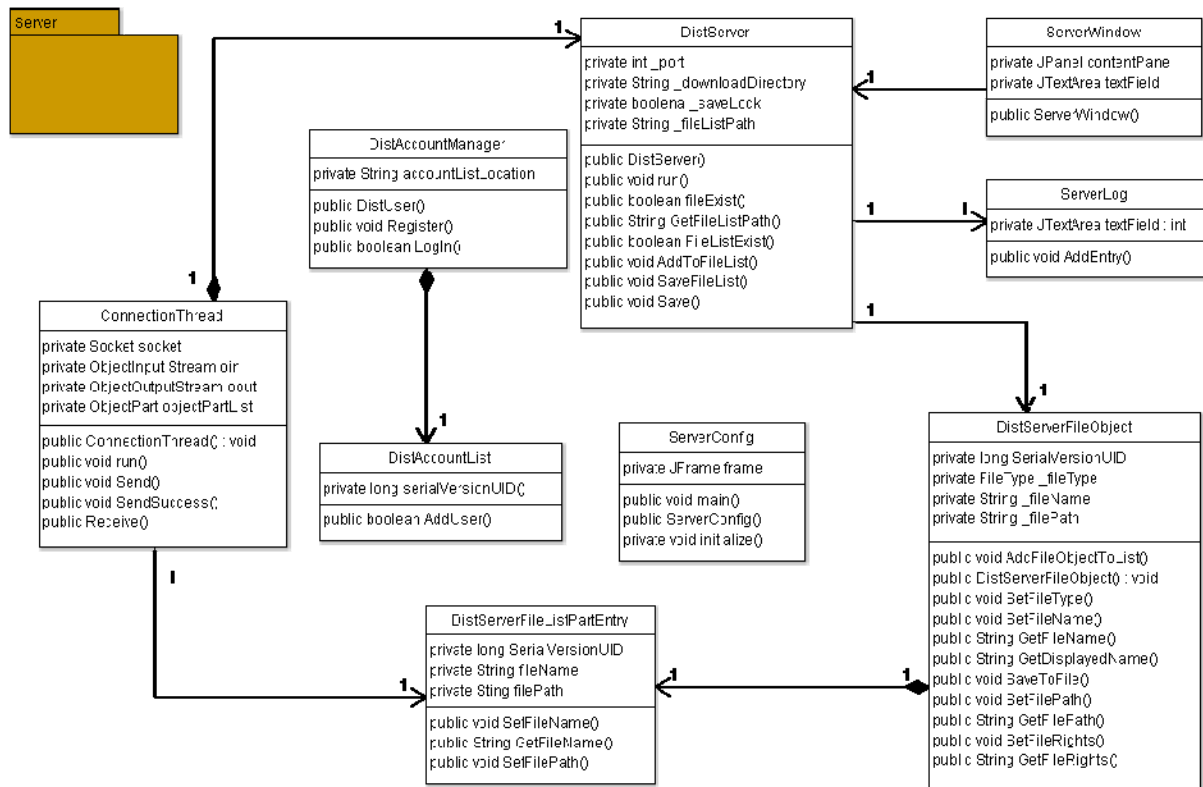 Server
DistServer
private int _port
private String _downloadDirectory
private boolena _saveLock
private String _fileListPath
public DistServer()
public void run()
public boolean fileExist()
public String GetFileListPath()
public boolean FileListExist()
public void AddToFileList()
public void SaveFileList()
public void Save()
ServerWindow
private JPanel contentPane
private JTextArea textField
public ServerWindow()
1
1
DistAccountManager
private String accountListLocation
public DistUser()
public void Register()
public boolean LogIn()
ServerLog
private JTextArea textField : int
public void AddEntry()
1
1
1
1
ConnectionThread
private Socket socket
private ObjectInput Stream oin
private ObjectOutputStream oout
private ObjectPart objectPartList
public ConnectionThread() : void
public void run()
public void Send()
public void SendSuccess()
public Receive()
1
1
DistAccountList
private long serialVersionUID()
public boolean AddUser()
ServerConfig
private JFrame frame
public void main()
public ServerConfig()
private void initialize()
DistServerFileObject
private long SerialVersionUID
private FileType _fileType
private String _fileName
private String _filePath
public void AddFileObjectToList()
public DistServerFileObject() : void
public void SetFileType()
public void SetFileName()
public String GetFileName()
public String GetDisplayedName()
public void SaveToFile()
public void SetFilePath()
public String GetFilePath()
public void SetFileRights()
public String GetFileRights()
1
DistServerFileListPartEntry
private long SerialVersionUID
private String fileName
private Sting filePath
public void SetFileName()
public String GetFileName()
public void SetFilePath()
1
1
1